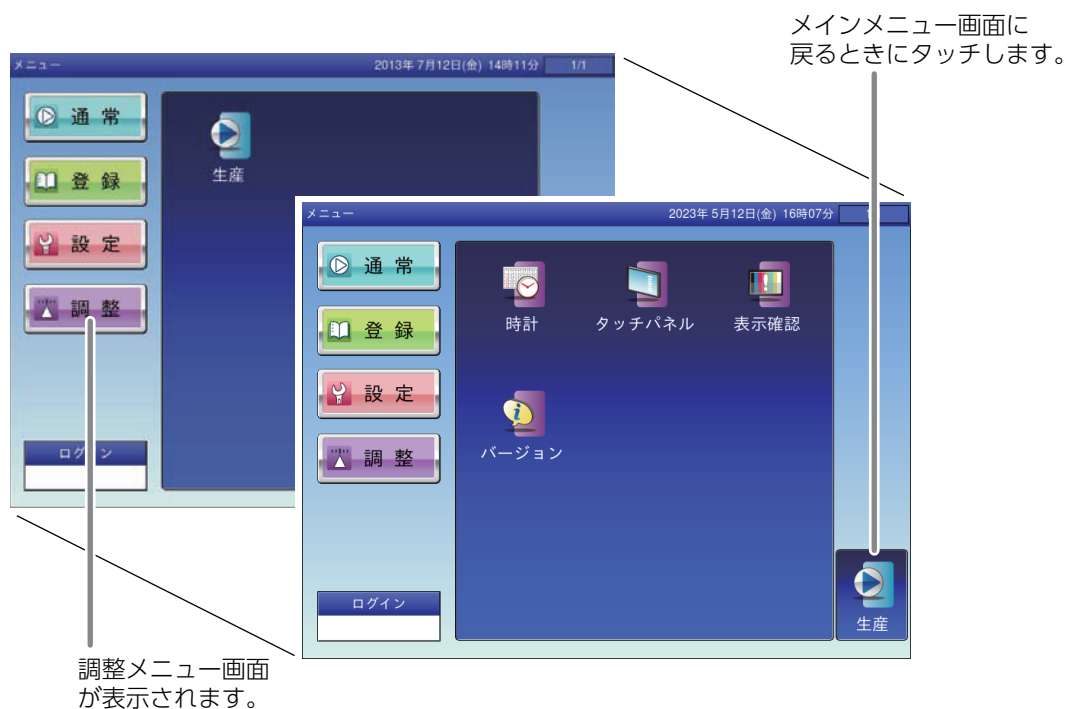 メインメニュー画面に
戻るときにタッチします。
メニュー
2013年 7月12日(金) 14時11分
1/1
通 常
登 録
設 定
調 整
生産
ログイン
メニュー
2023年 5月12日(金) 16時07分
通 常
登 録
設 定
調 整
時計
タッチパネル
表示確認
バージョン
ログイン
生産
調整メニュー画面
が表示されます。